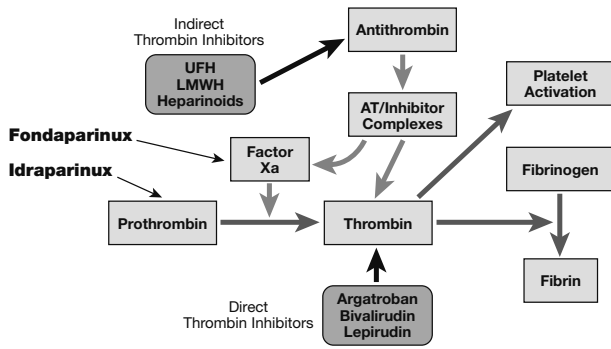 Indirect
Thrombin Inhibitors
UFH
LMWH
Heparinoids
Antithrombin
AT/Inhibitor
Complexes
Platelet
Activation
Fondaparinux
Idraparinux
Factor
Xa
Fibrinogen
Prothrombin
Thrombin
Fibrin
Direct
Thrombin Inhibitors
Argatroban
Bivalirudin
Lepirudin